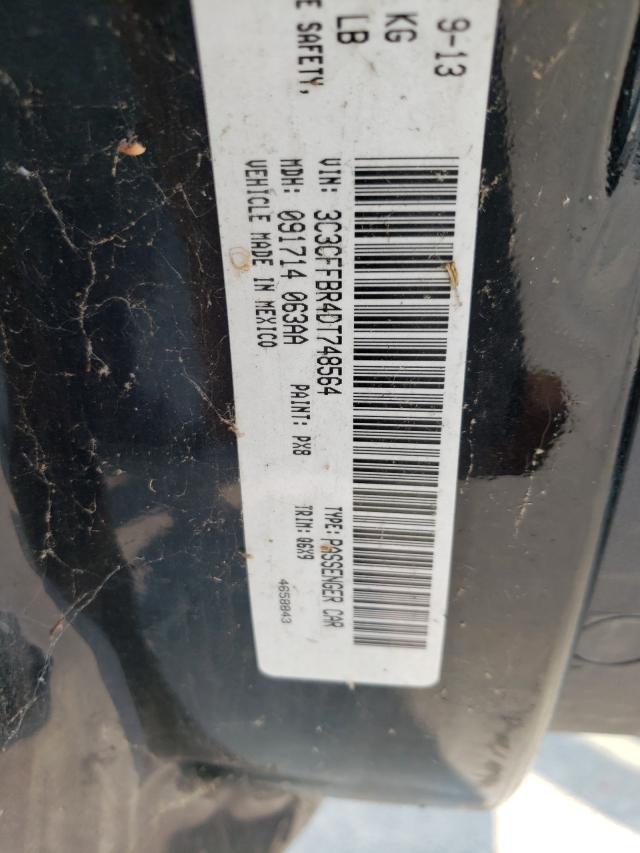 9-13
KG
LB
E SAFETY,
VIN: 3C3CFFBR4DT748564 TYPE: PASSENGER CAR
MDH: 091714 063AA PAINT: PX8 TRIM: Q6X9
VEHICLE MADE IN MEXICO 4658843